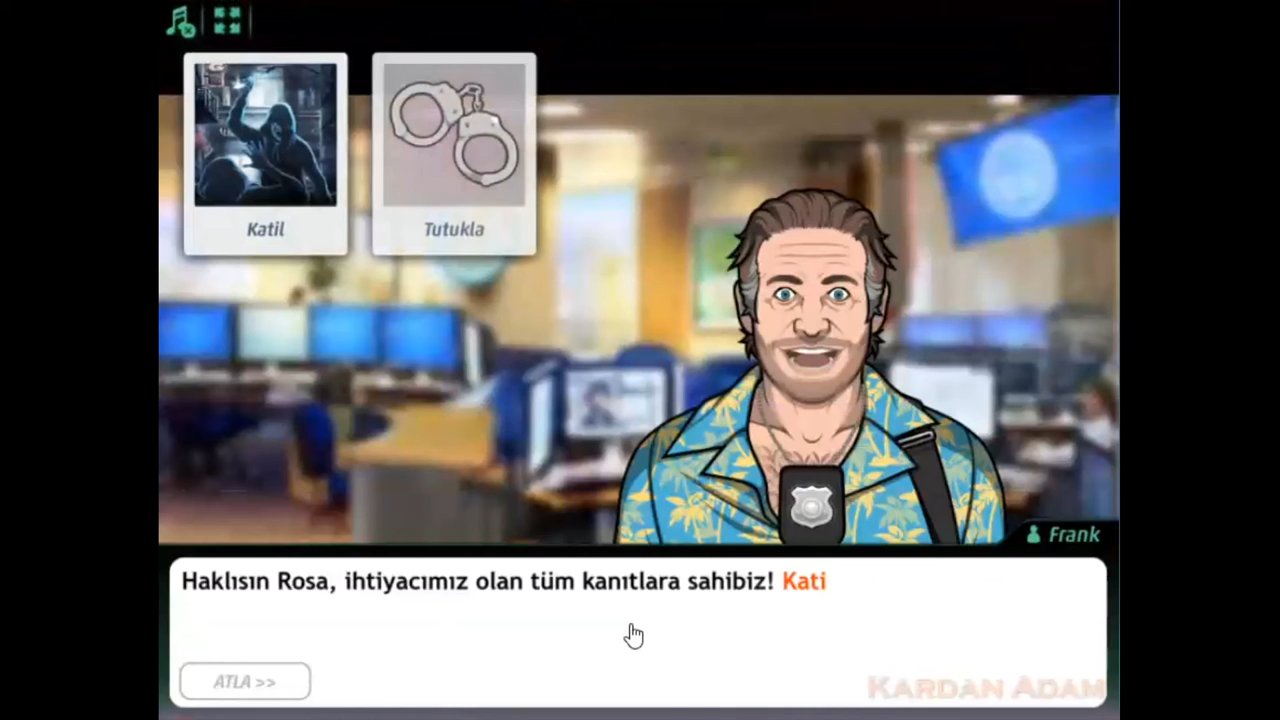 Katil
Tutukla
Frank
Haklısın Rosa, ihtiyacımız olan tüm kanıtlara sahibiz! Kati
ATLA >>
KARDAN ADAM